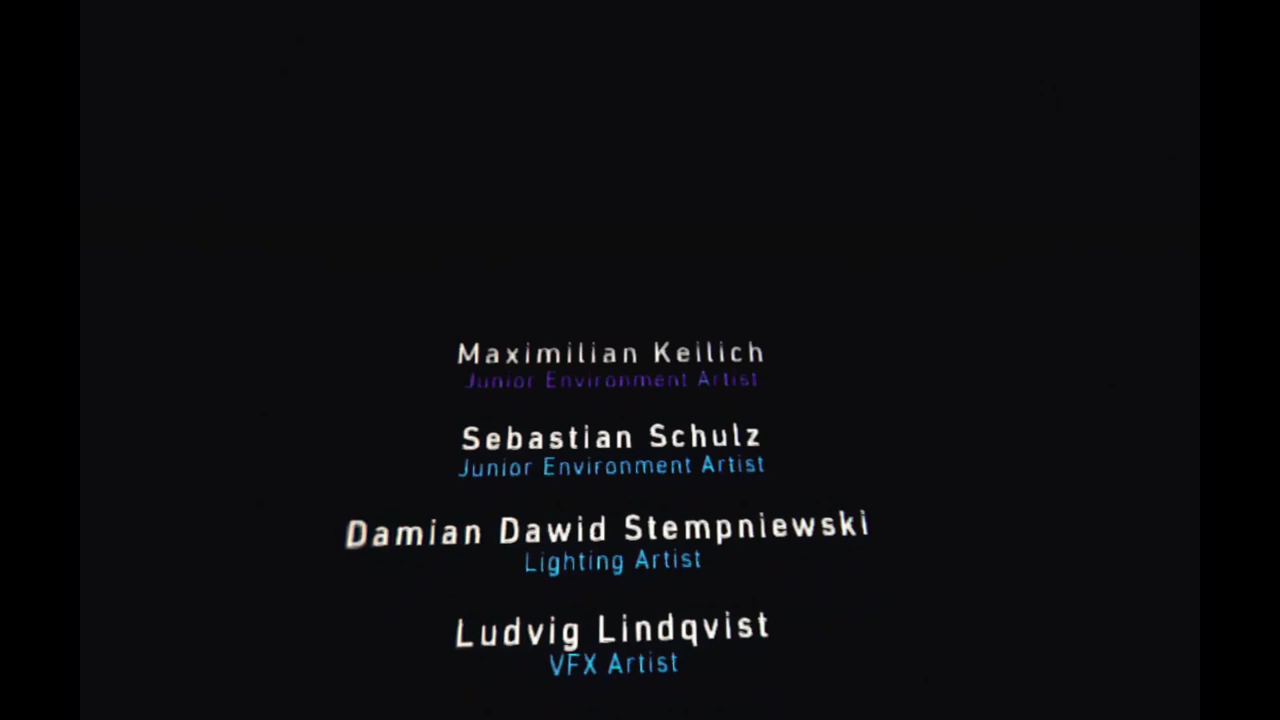 Maximilian Keilich
Junior Environment Artist
Sebastian Schulz
Junior Environment Artist
Damian Dawid Stempniewski
Lighting Artist
Ludvig Lindqvist
VFX Artist